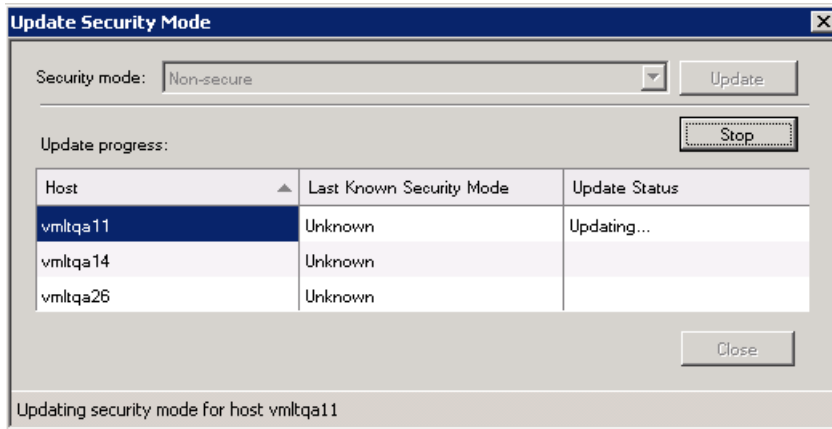 Update Security Mode
Security mode: Non-secure Update
Stop
Update progress:
Host Last Known Security Mode Update Status
vmltqa11 Unknown Updating...
vmltqa14 Unknown
vmltqa26 Unknown
Close
Updating security mode for host vmltqa11